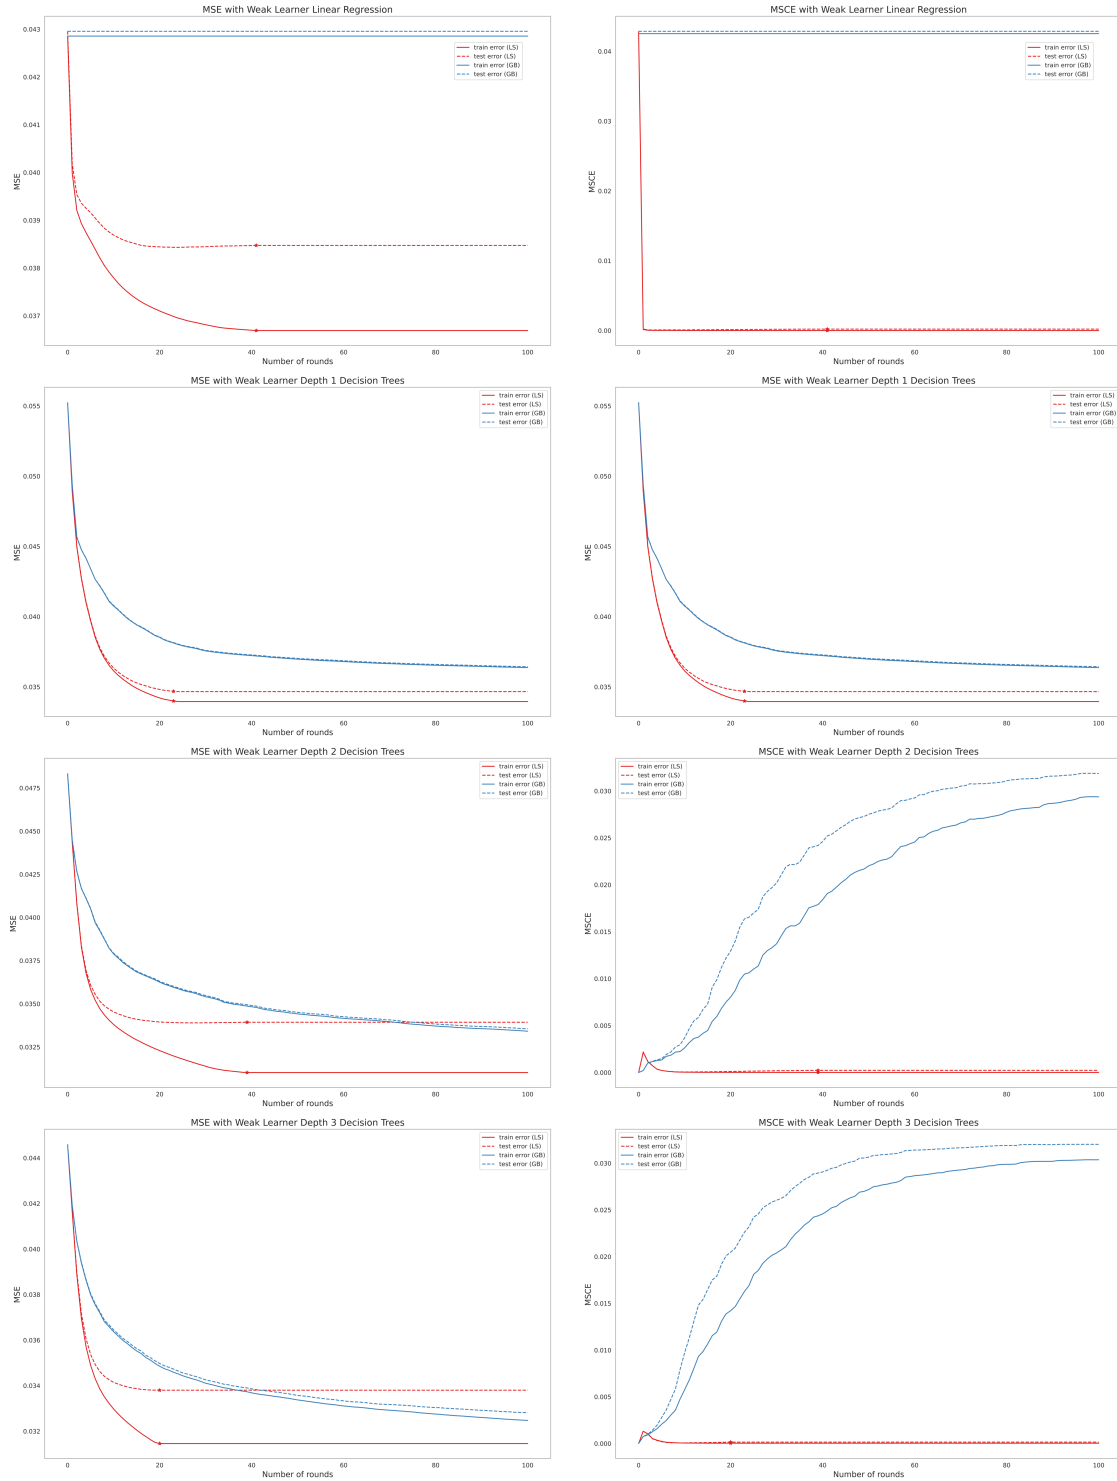 MSE with Weak Learner Linear Regression
0.043
0.042
0.041
0.040
0.039
0.038
0.037
MSE
train error (LS)
test error (LS)
train error (GB)
test error (GB)
0 20 40 60 80 100
Number of rounds
MSCE with Weak Learner Linear Regression
0.04
0.03
0.02
0.01
0.00
MSCE
train error (LS)
test error (LS)
train error (GB)
test error (GB)
0 20 40 60 80 100
Number of rounds
MSE with Weak Learner Depth 1 Decision Trees
0.055
0.050
0.045
0.040
0.035
MSE
train error (LS)
test error (LS)
train error (GB)
test error (GB)
0 20 40 60 80 100
Number of rounds
MSE with Weak Learner Depth 1 Decision Trees
0.055
0.050
0.045
0.040
0.035
MSE
train error (LS)
test error (LS)
train error (GB)
test error (GB)
0 20 40 60 80 100
Number of rounds
MSE with Weak Learner Depth 2 Decision Trees
0.0475
0.0450
0.0425
0.0400
0.0375
0.0350
0.0325
MSE
train error (LS)
test error (LS)
train error (GB)
test error (GB)
0 20 40 60 80 100
Number of rounds
MSCE with Weak Learner Depth 2 Decision Trees
0.030
0.025
0.020
0.015
0.010
0.005
0.000
MSCE
train error (LS)
test error (LS)
train error (GB)
test error (GB)
0 20 40 60 80 100
Number of rounds
MSE with Weak Learner Depth 3 Decision Trees
0.044
0.042
0.040
0.038
0.036
0.034
0.032
MSE
train error (LS)
test error (LS)
train error (GB)
test error (GB)
0 20 40 60 80 100
Number of rounds
MSCE with Weak Learner Depth 3 Decision Trees
0.030
0.025
0.020
0.015
0.010
0.005
0.000
MSCE
train error (LS)
test error (LS)
train error (GB)
test error (GB)
0 20 40 60 80 100
Number of rounds